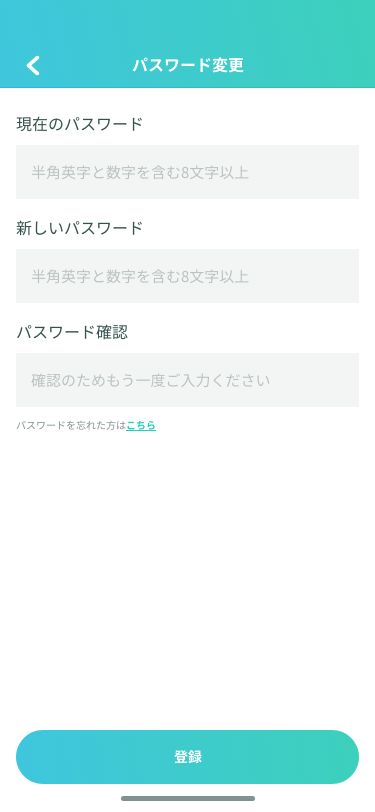 パスワード変更
現在のパスワード
半角英字と数字を含む8文字以上
新しいパスワード
半角英字と数字を含む8文字以上
パスワード確認
確認のためもう一度ご入力ください
パスワードを忘れた方はこちら
登録